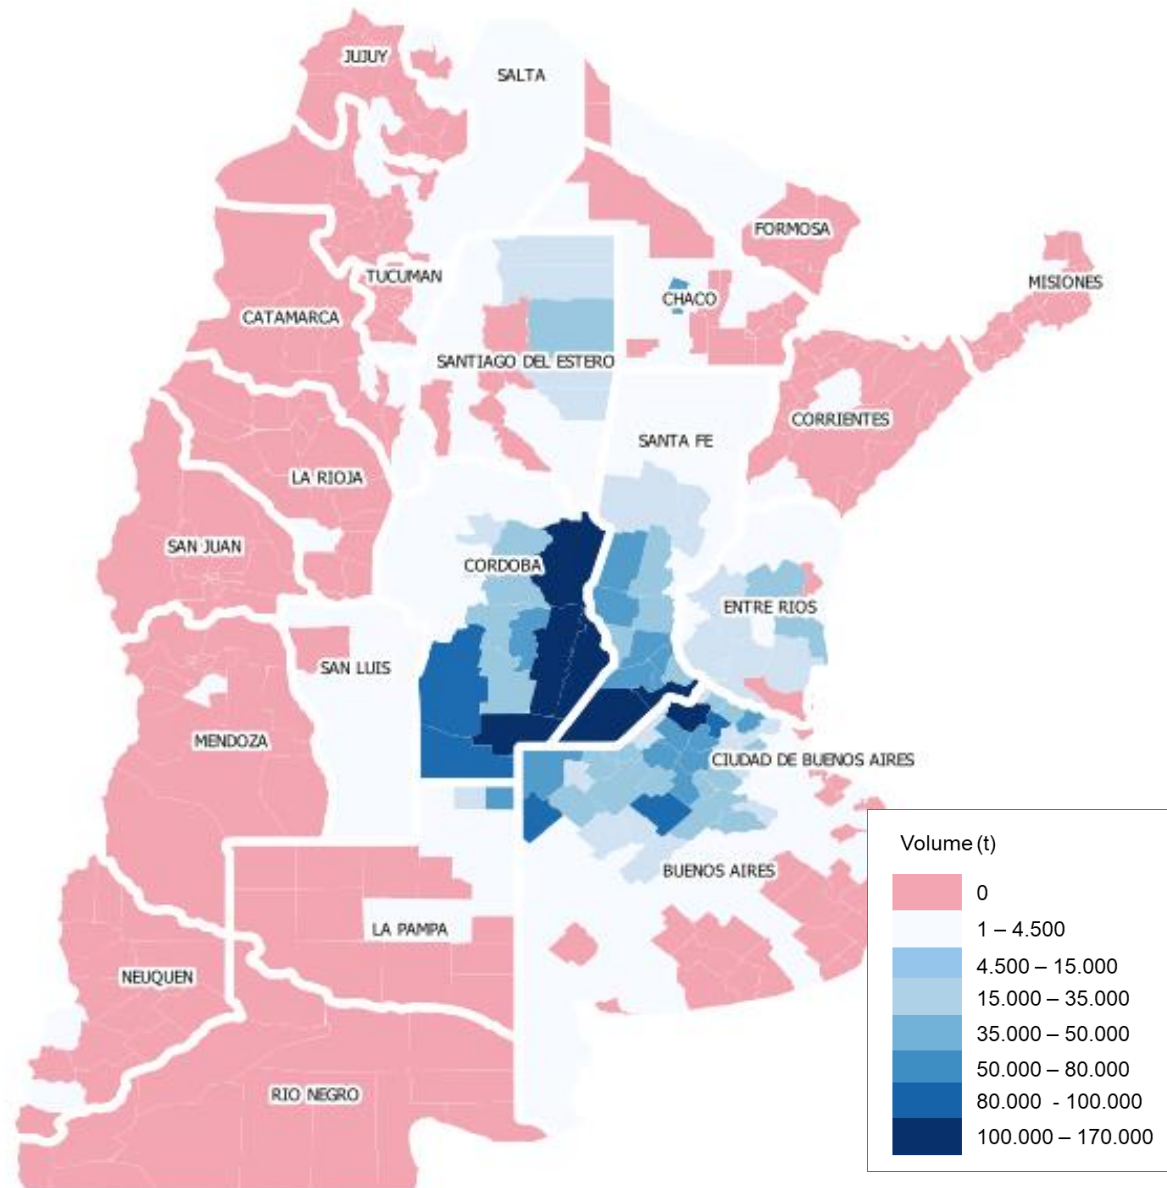 JUJUY
SALTA
FORMOSA
TUCUMAN
CHACO
MISIONES
CATAMARCA
SANTIAGO DEL ESTERO
CORRIENTES
SANTA FE
LA RIOJA
SAN JUAN
CORDOBA
ENTRE RIOS
SAN LUIS
MENDOZA
CIUDAD DE BUENOS AIRES
BUENOS AIRES
LA PAMPA
NEUQUEN
RIO NEGRO
Volume (t)
0
1 – 4.500
4.500 – 15.000
15.000 – 35.000
35.000 – 50.000
50.000 – 80.000
80.000 - 100.000
100.000 – 170.000